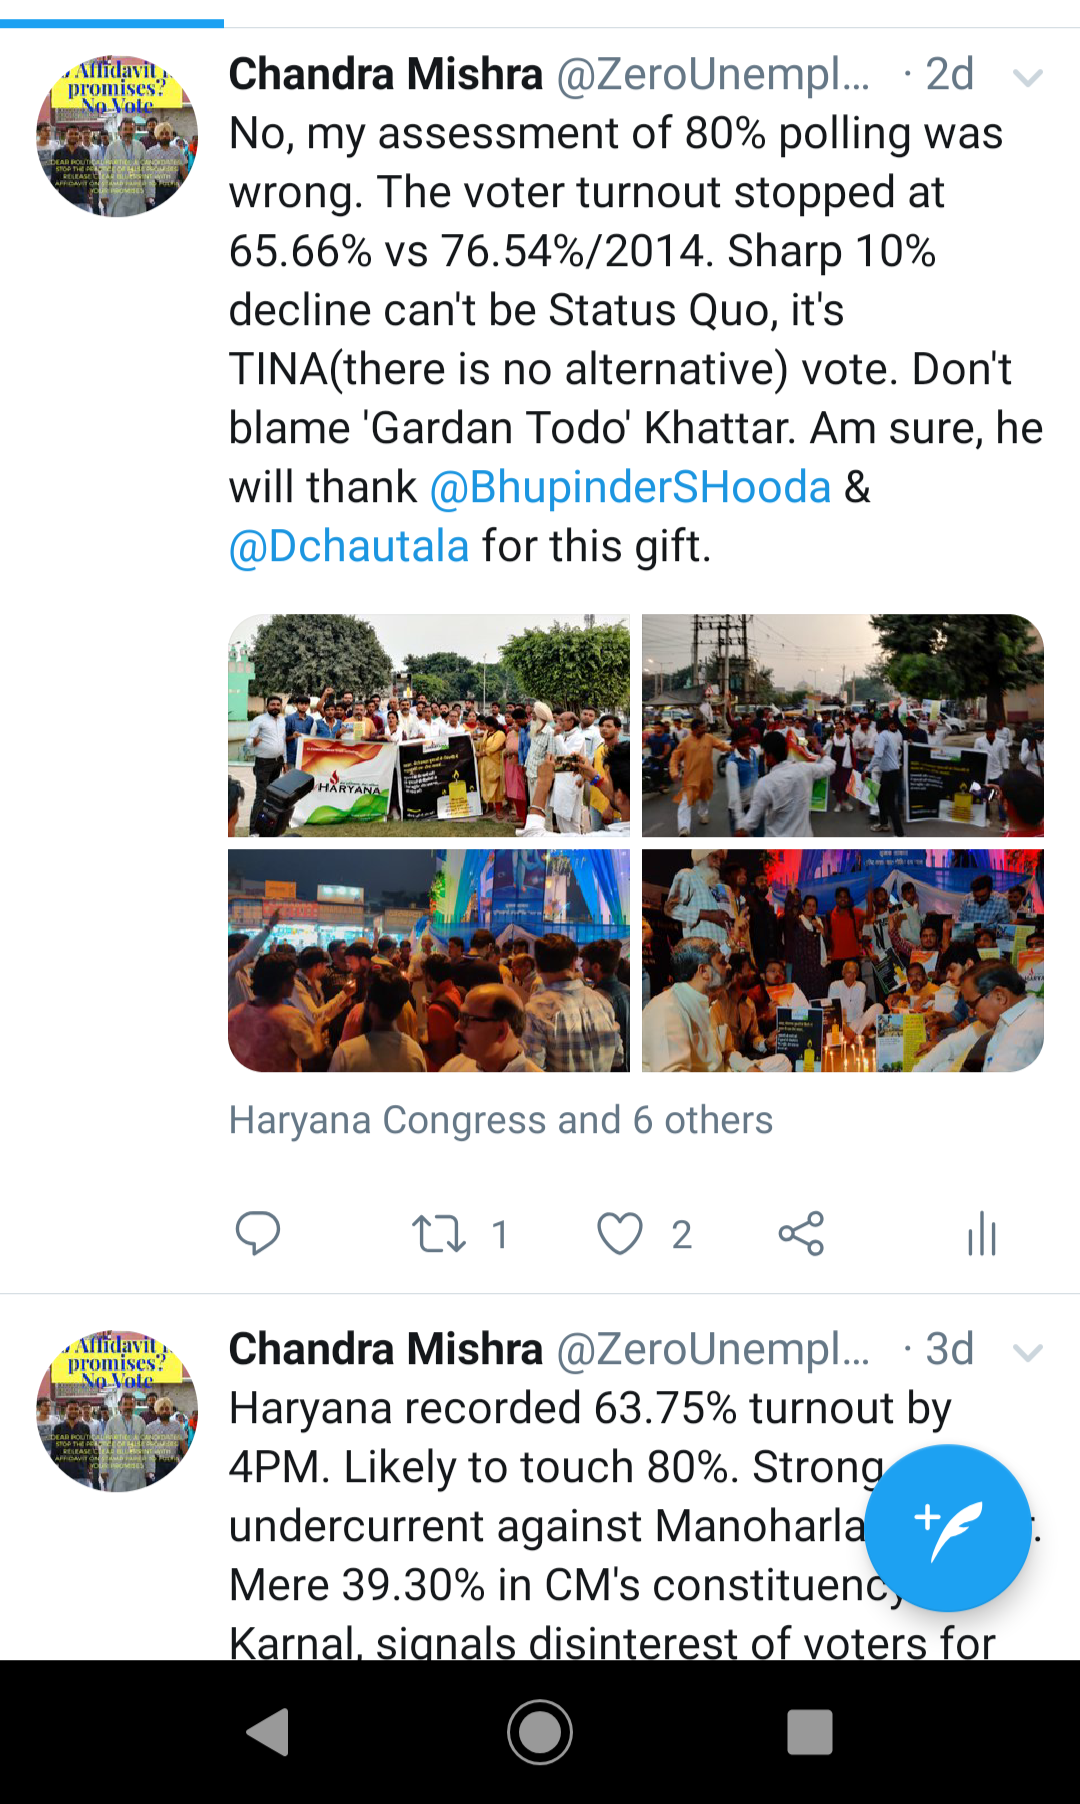 Affidavit
promises?
No Vote
Chandra Mishra @ZeroUnempl... · 2d
No, my assessment of 80% polling was
wrong. The voter turnout stopped at
65.66% vs 76.54%/2014. Sharp 10%
decline can't be Status Quo, it's
TINA(there is no alternative) vote. Don't
blame 'Gardan Todo' Khattar. Am sure, he
will thank @BhupinderSHooda &
@Dchautala for this gift.
HARYANA
Haryana Congress and 6 others
1 2
Affidavit
promises?
No Vote
Chandra Mishra @ZeroUnempl... · 3d
Haryana recorded 63.75% turnout by
4PM. Likely to touch 80%. Strong
undercurrent against Manoharla
Mere 39.30% in CM's constituency
Karnal, signals disinterest of voters for